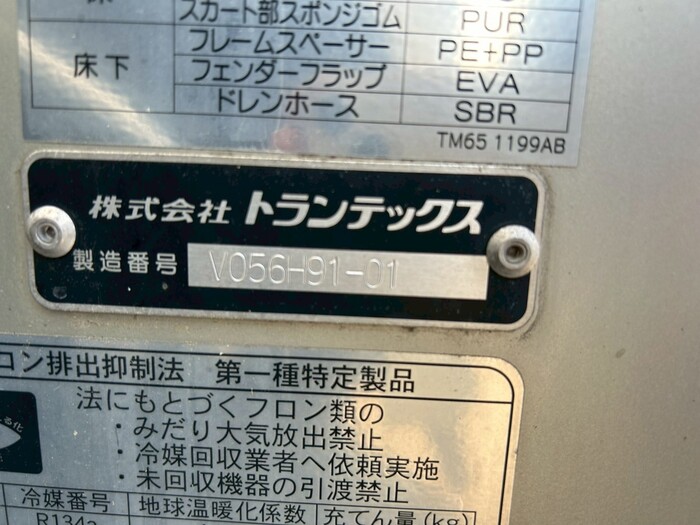 スカート部スポンジゴム PUR
フレームスペーサー PE+PP
床下 フェンダーフラップ EVA
ドレンホース SBR
TM65 1199AB
株式会社 トランテックス
製造番号 V056H91-01
ロン排出抑制法 第一種特定製品
法にもとづくフロン類の
・みだり大気放出禁止
・冷媒回収業者へ依頼実施
・未回収機器の引渡禁止
冷媒番号 地球温暖化係数 充てん量(kg)
R134a